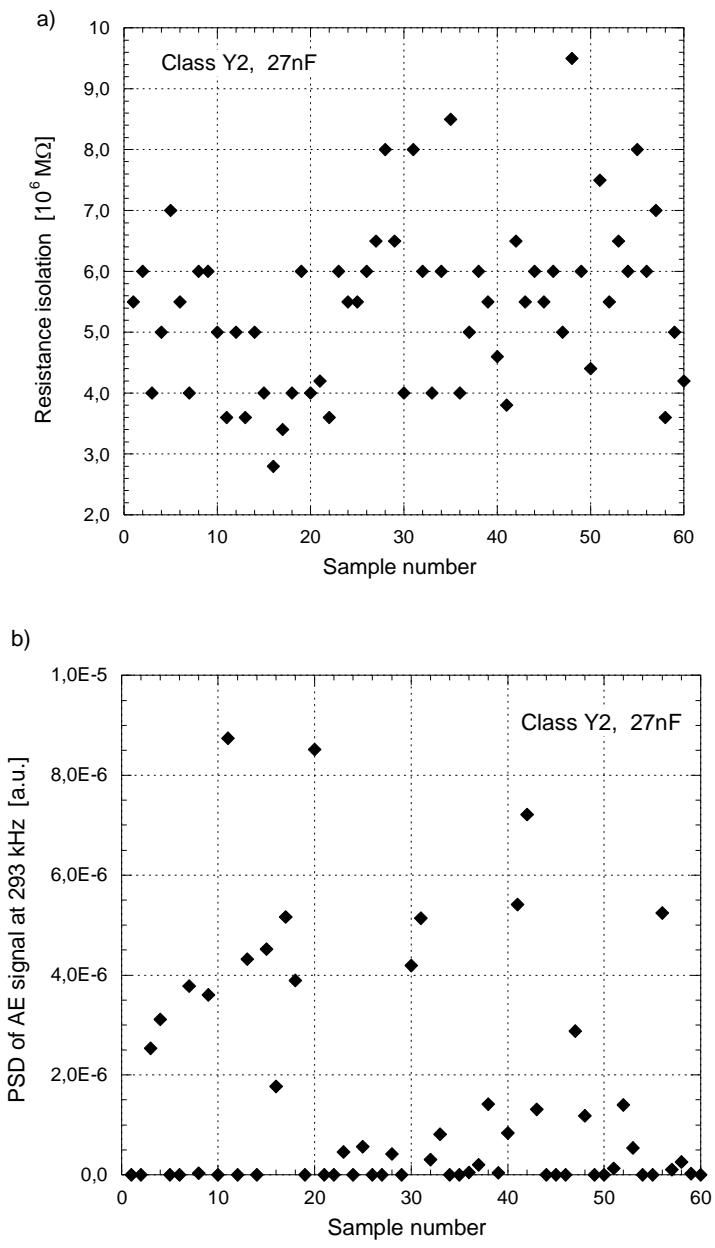 a)
10
Class Y2, 27nF
9,0
8,0
7,0
6,0
5,0
4,0
3,0
2,0
Resistance isolation [10^6 MΩ]
0 10 20 30 40 50 60
Sample number
b)
1,0E-5
Class Y2, 27nF
8,0E-6
6,0E-6
4,0E-6
2,0E-6
0,0
PSD of AE signal at 293 kHz [a.u.]
0 10 20 30 40 50 60
Sample number